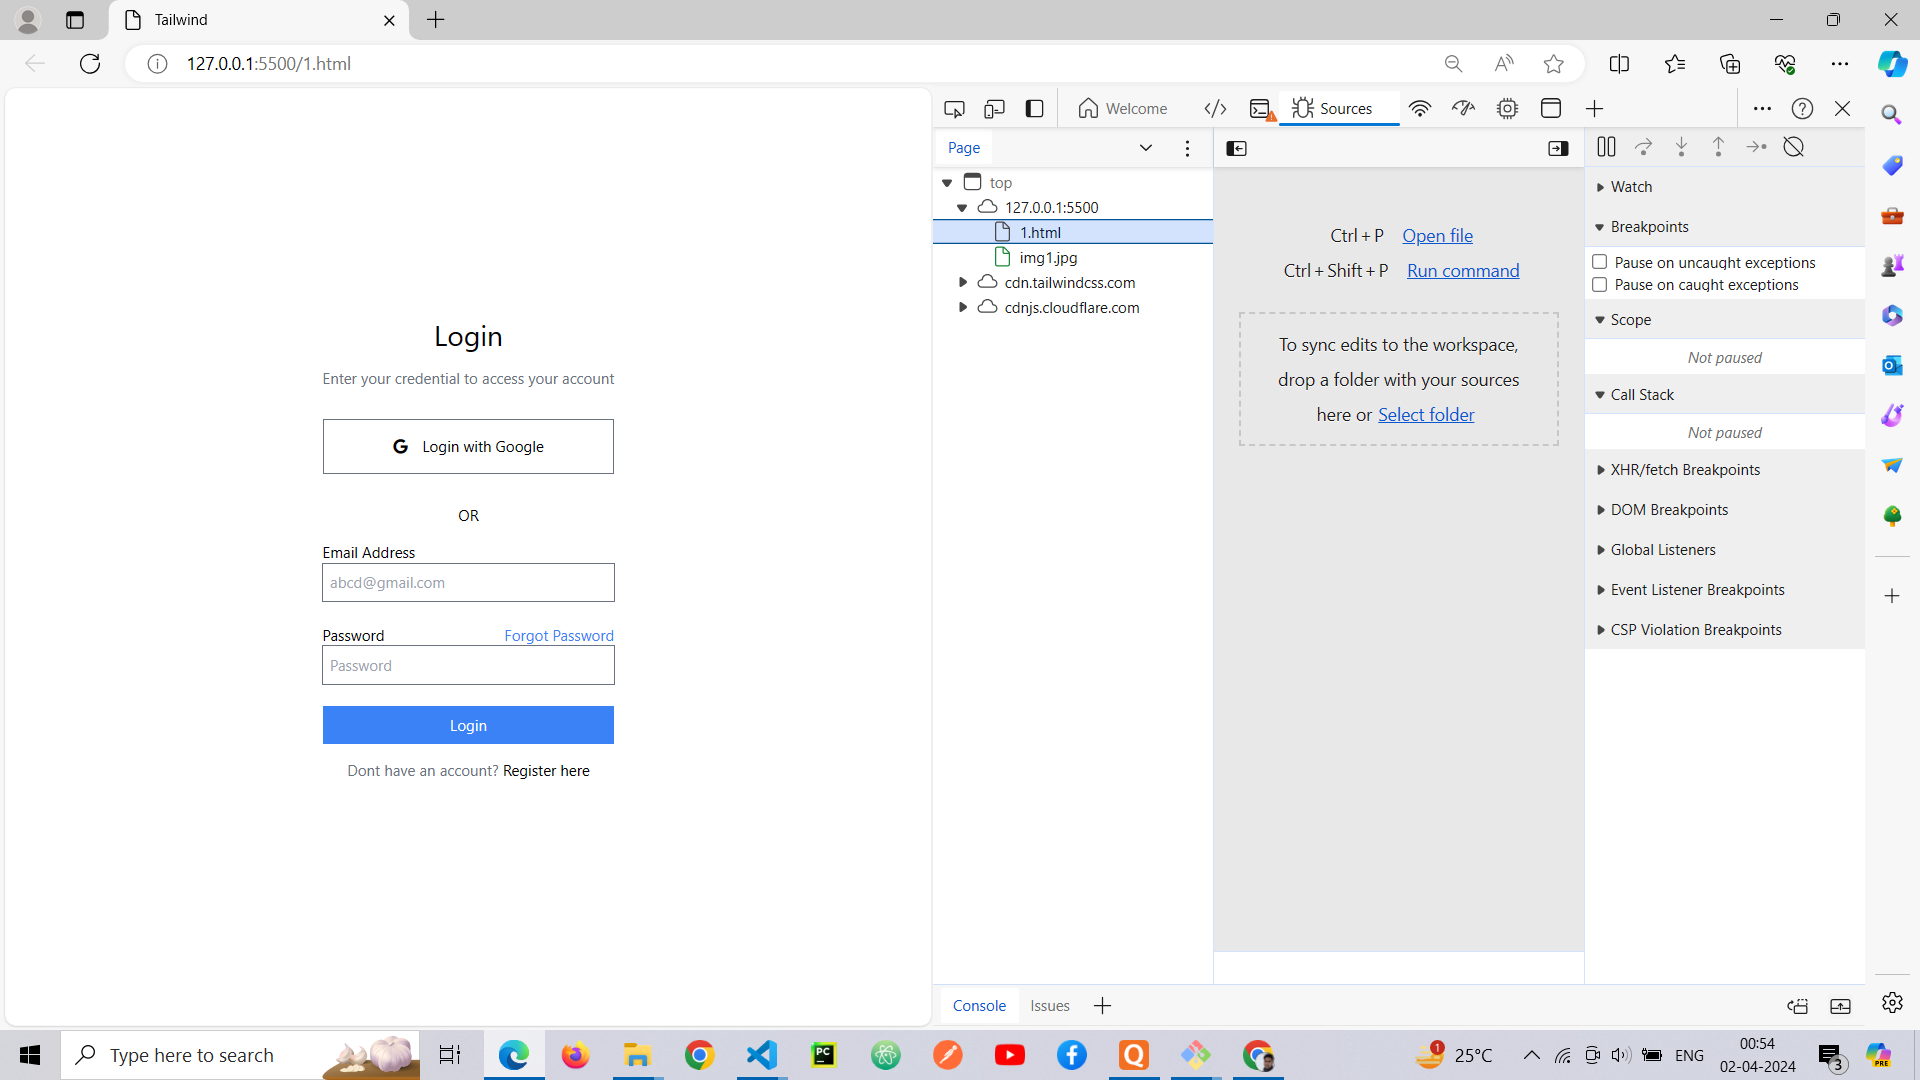 Tailwind
127.0.0.1:5500/1.html
Login
Enter your credential to access your account
G Login with Google
OR
Email Address
abcd@gmail.com
Password Forgot Password
Password
Login
Dont have an account? Register here
Welcome
Sources
Page
top
127.0.0.1:5500
1.html
img1.jpg
cdn.tailwindcss.com
cdnjs.cloudflare.com
Ctrl + P Open file
Ctrl + Shift + P Run command
To sync edits to the workspace,
drop a folder with your sources
here or Select folder
Watch
Breakpoints
Pause on uncaught exceptions
Pause on caught exceptions
Scope
Not paused
Call Stack
Not paused
XHR/fetch Breakpoints
DOM Breakpoints
Global Listeners
Event Listener Breakpoints
CSP Violation Breakpoints
Console Issues
Type here to search
PC
Q
1
25°C
ENG
00:54
02-04-2024
3
PRE